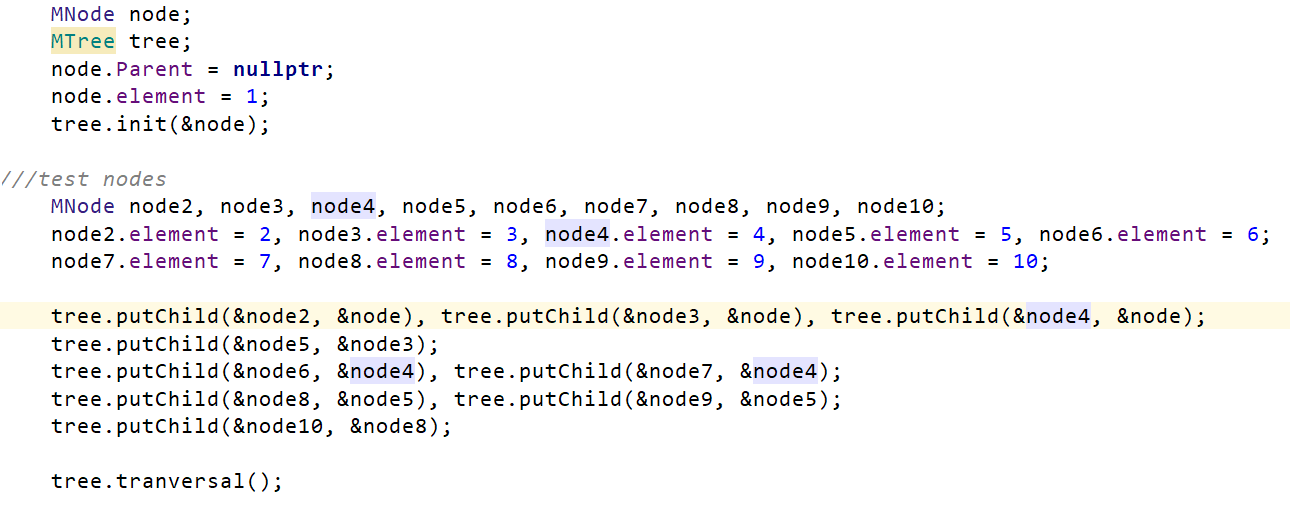 MNode node;
MTree tree;
node.Parent = nullptr;
node.element = 1;
tree.init(&node);
///test nodes
MNode node2, node3, node4, node5, node6, node7, node8, node9, node10;
node2.element = 2, node3.element = 3, node4.element = 4, node5.element = 5, node6.element = 6;
node7.element = 7, node8.element = 8, node9.element = 9, node10.element = 10;
tree.putChild(&node2, &node), tree.putChild(&node3, &node), tree.putChild(&node4, &node);
tree.putChild(&node5, &node3);
tree.putChild(&node6, &node4), tree.putChild(&node7, &node4);
tree.putChild(&node8, &node5), tree.putChild(&node9, &node5);
tree.putChild(&node10, &node8);
tree.tranversal();